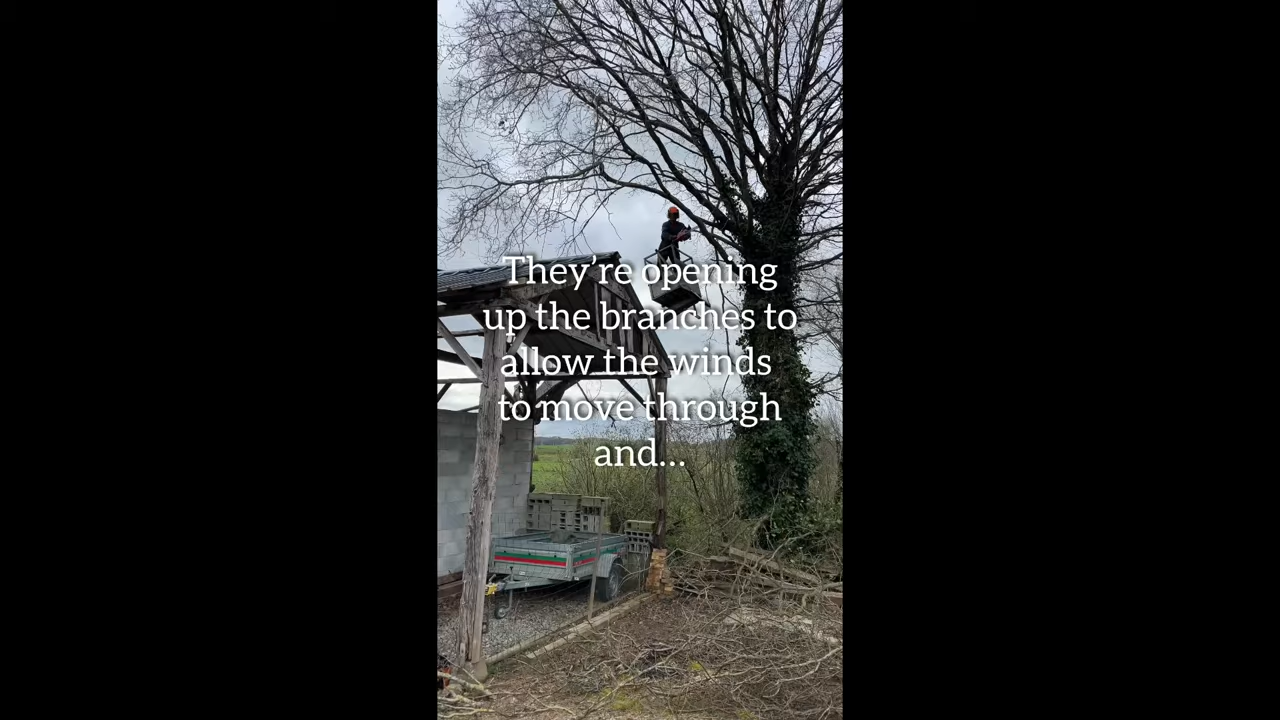 They’re opening
up the branches to
allow the winds
to move through
and...